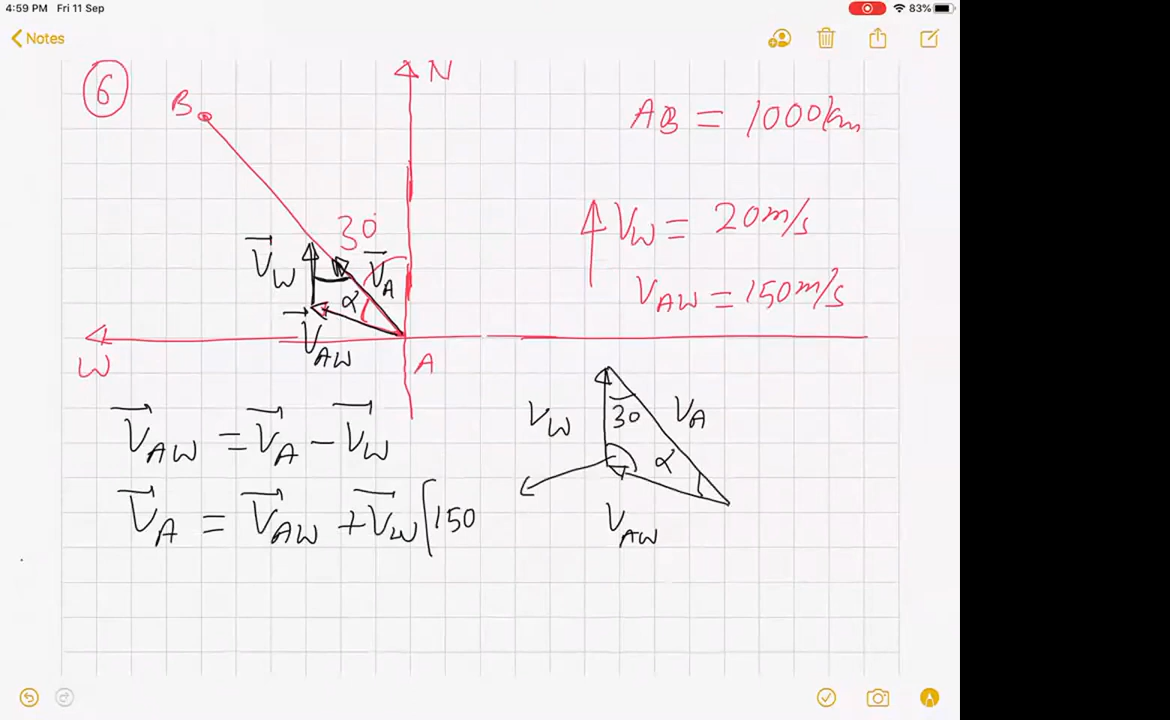 4:59 PM Fri 11 Sep
83%
Notes
6
N
B
AB = 1000km
30
V_W = 20m/s
V_W
V_A
α
V_AW = 150m/s
V_AW
W
A
V_W
30
V_A
α
V_AW
V_AW = V_A - V_W
V_A = V_AW + V_W [150